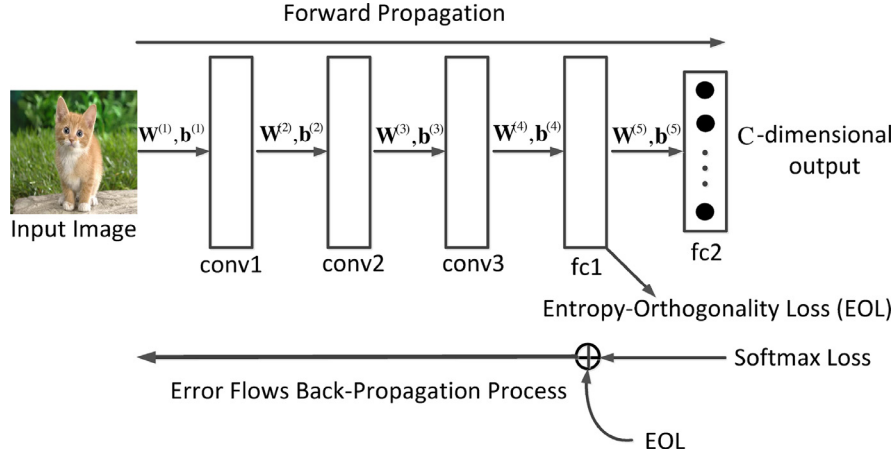 Forward Propagation
W^(1),b^(1)
W^(2),b^(2)
W^(3),b^(3)
W^(4),b^(4)
W^(5),b^(5)
C-dimensional
output
Input Image
conv1
conv2
conv3
fc1
fc2
Entropy-Orthogonality Loss (EOL)
Softmax Loss
Error Flows Back-Propagation Process
EOL